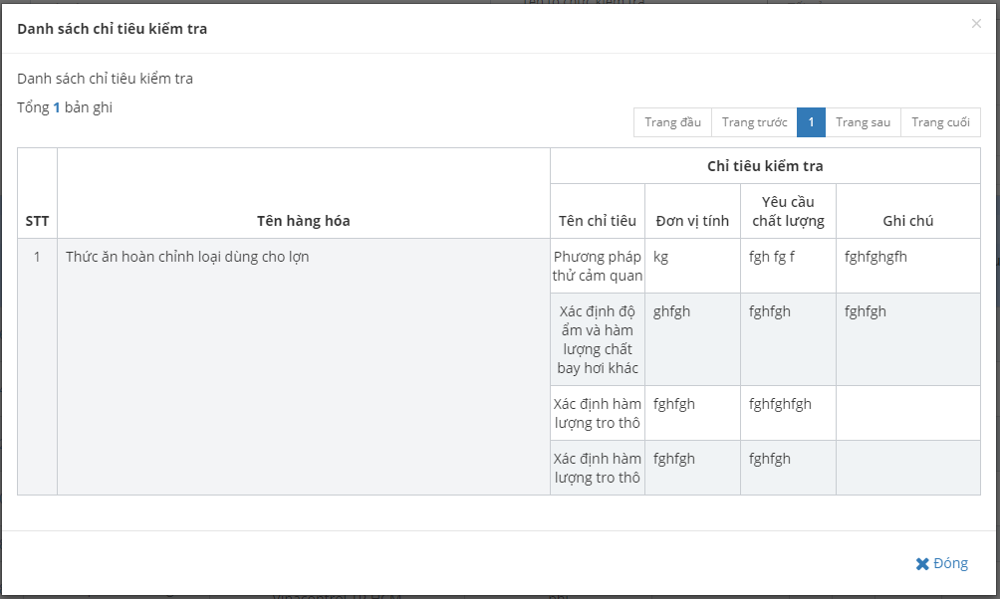 Danh sách chỉ tiêu kiểm tra
×
Danh sách chỉ tiêu kiểm tra
Tổng 1 bản ghi
Trang đầu Trang trước 1 Trang sau Trang cuối
Chỉ tiêu kiểm tra
STT Tên hàng hóa Tên chỉ tiêu Đơn vị tính Yêu cầu chất lượng Ghi chú
1 Thức ăn hoàn chỉnh loại dùng cho lợn
Phương pháp thử cảm quan kg fgh fg f fghfghgfh
Xác định độ ẩm và hàm lượng chất bay hơi khác ghfgh fghfgh fghfgh
Xác định hàm lượng tro thô fghfgh fghfghfgh
Xác định hàm lượng tro thô fghfgh fghfgh
Đóng